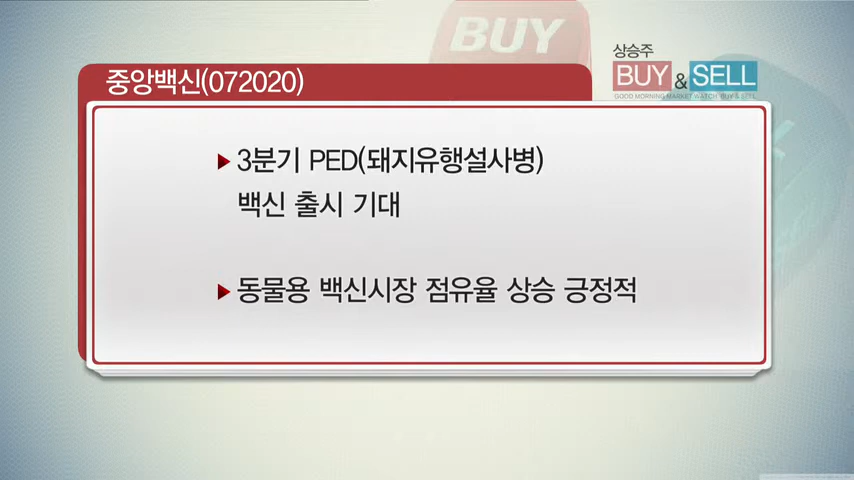 BUY
상승주
BUY & SELL
GOOD MORNING MARKET WATCH BUY & SELL
중앙백신(072020)
▶ 3분기 PED(돼지유행설사병)
백신 출시 기대
▶ 동물용 백신시장 점유율 상승 긍정적